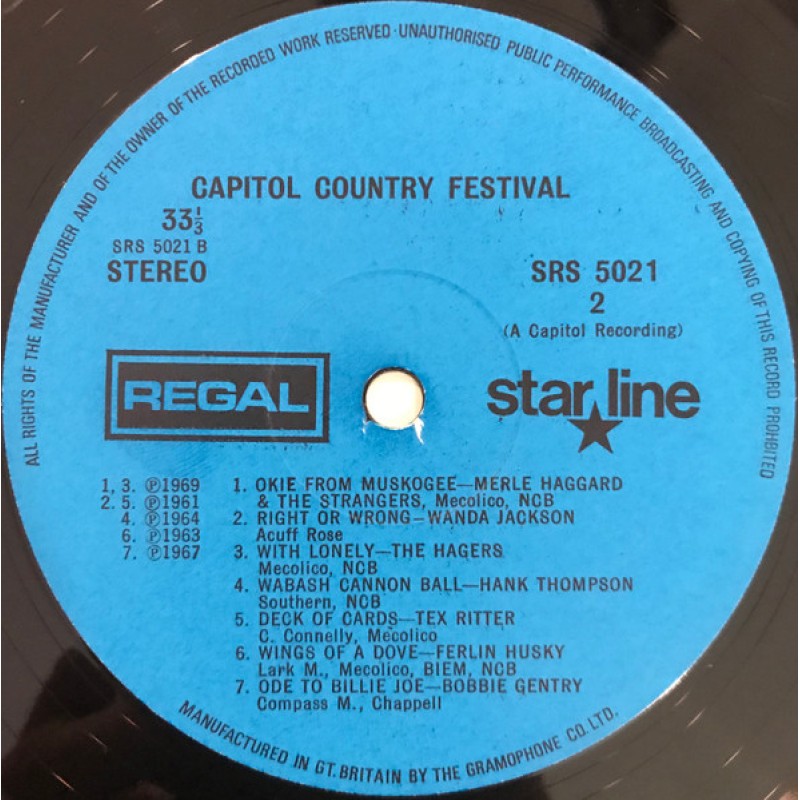 ALL RIGHTS OF THE MANUFACTURER AND OF THE OWNER OF THE RECORDED WORK RESERVED · UNAUTHORISED PUBLIC PERFORMANCE BROADCASTING AND COPYING OF THIS RECORD PROHIBITED
CAPITOL COUNTRY FESTIVAL
33⅓
SRS 5021 B
STEREO
SRS 5021
2
(A Capitol Recording)
REGAL
star line
1, 3. ℗1969
2. 5. ℗1961
4. ℗1964
6. ℗1963
7. ℗1967
1. OKIE FROM MUSKOGEE—MERLE HAGGARD
& THE STRANGERS, Mecolico, NCB
2. RIGHT OR WRONG—WANDA JACKSON
Acuff Rose
3. WITH LONELY—THE HAGERS
Mecolico, NCB
4. WABASH CANNON BALL—HANK THOMPSON
Southern, NCB
5. DECK OF CARDS—TEX RITTER
C. Connelly, Mecolico
6. WINGS OF A DOVE—FERLIN HUSKY
Lark M., Mecolico, BIEM, NCB
7. ODE TO BILLIE JOE—BOBBIE GENTRY
Compass M., Chappell
MANUFACTURED IN GT. BRITAIN BY THE GRAMOPHONE CO. LTD.